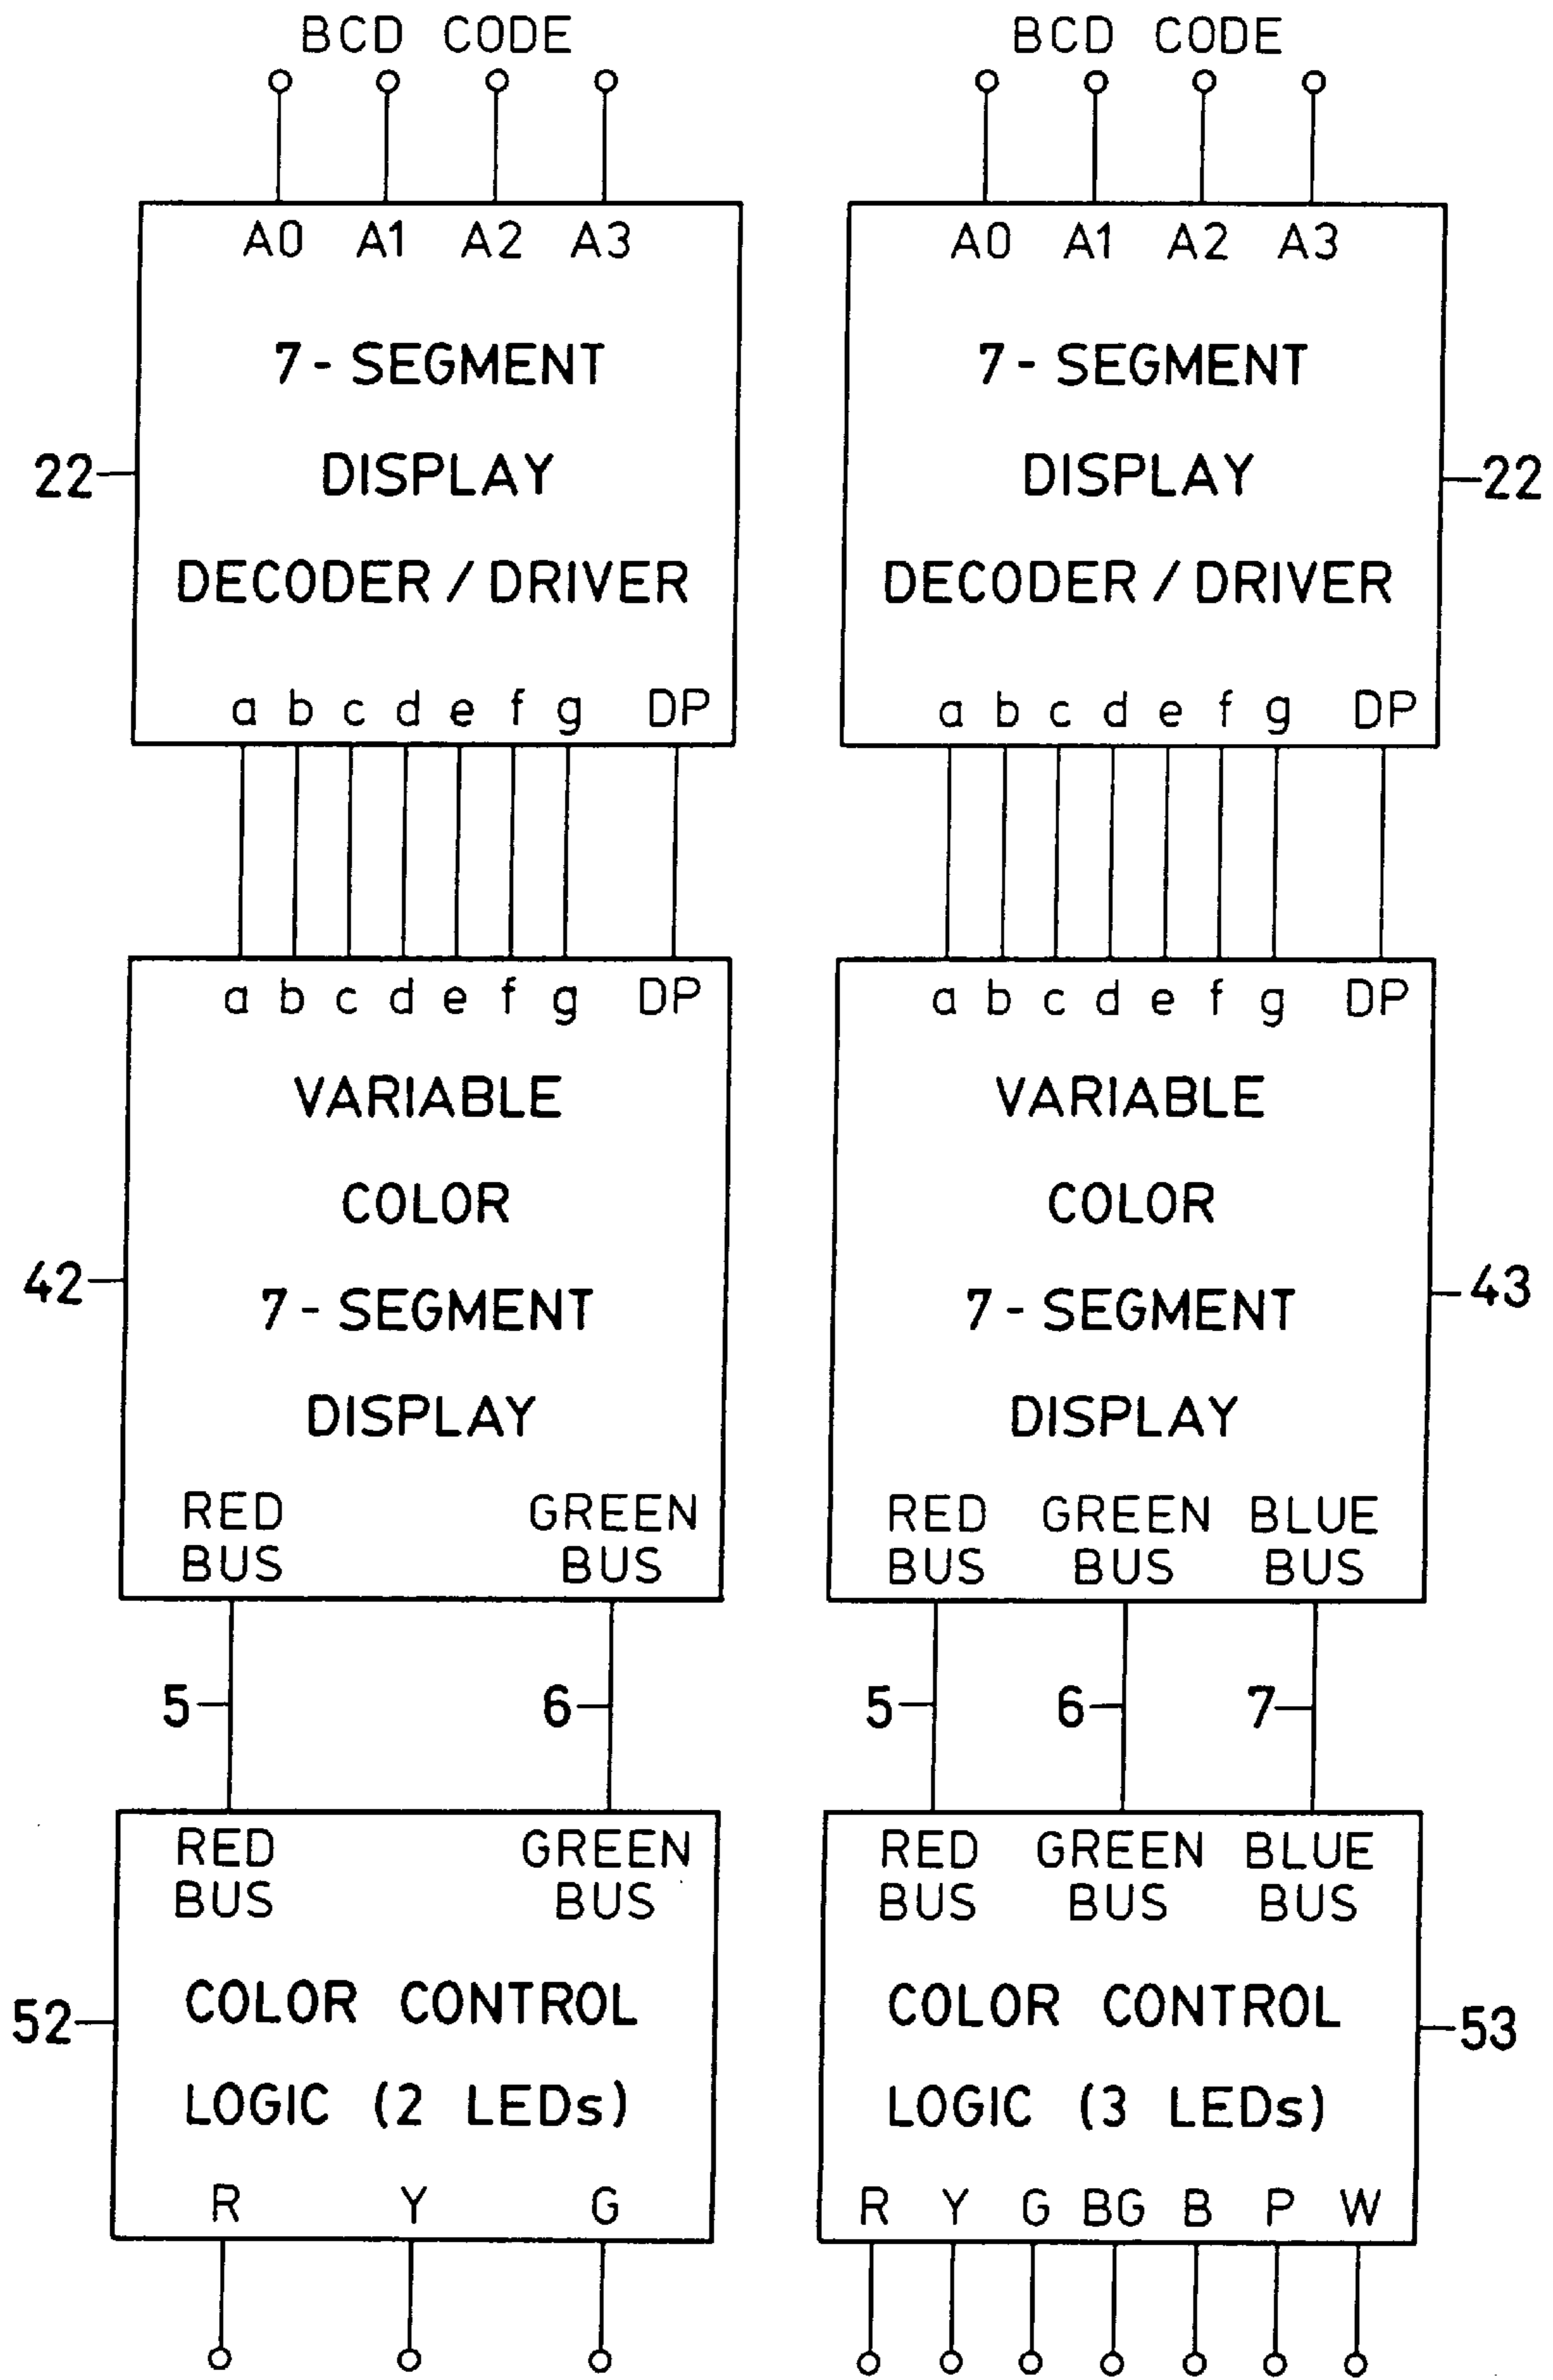 BCD CODE
A0 A1 A2 A3
7 - SEGMENT
DISPLAY
DECODER / DRIVER
22
a b c d e f g DP
a b c d e f g DP
VARIABLE
COLOR
7 - SEGMENT
DISPLAY
42
RED BUS
GREEN BUS
5
6
RED BUS
GREEN BUS
COLOR CONTROL
LOGIC (2 LEDs)
52
R Y G
BCD CODE
A0 A1 A2 A3
7 - SEGMENT
DISPLAY
DECODER / DRIVER
22
a b c d e f g DP
a b c d e f g DP
VARIABLE
COLOR
7 - SEGMENT
DISPLAY
43
RED BUS
GREEN BUS
BLUE BUS
5
6
7
RED BUS
GREEN BUS
BLUE BUS
COLOR CONTROL
LOGIC (3 LEDs)
53
R Y G BG B P W